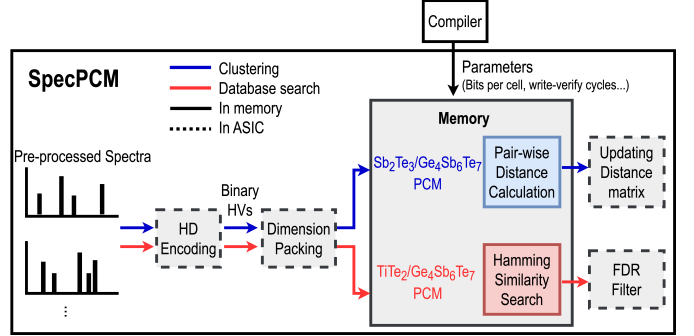 Compiler
SpecPCM
Clustering
Database search
In memory
In ASIC
Parameters
(Bits per cell, write-verify cycles...)
Pre-processed Spectra
...
HD
Encoding
Binary
HVs
Dimension
Packing
Memory
Sb₂Te₃/Ge₄Sb₆Te₇
PCM
Pair-wise
Distance
Calculation
Updating
Distance
matrix
TiTe₂/Ge₄Sb₆Te₇
PCM
Hamming
Similarity
Search
FDR
Filter